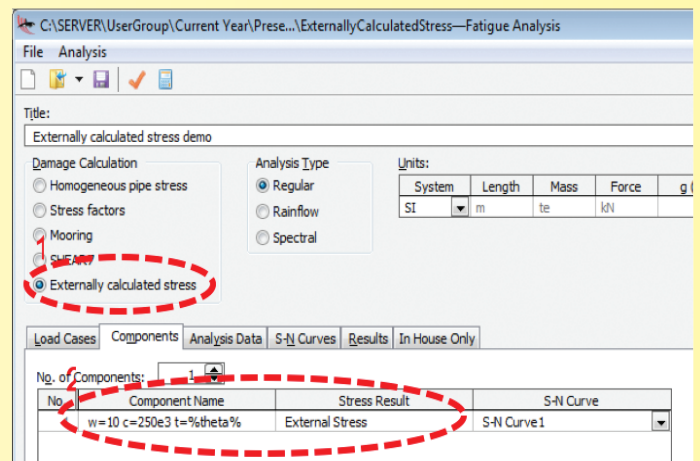 C:\SERVER\UserGroup\Current Year\Prese...\ExternallyCalculatedStress—Fatigue Analysis
File Analysis
Title:
Externally calculated stress demo
Damage Calculation Analysis Type Units:
Homogeneous pipe stress Regular System Length Mass Force g (
Stress factors Rainflow SI m te kN
Mooring Spectral
1
SHEAR7
Externally calculated stress
Load Cases Components Analysis Data S-N Curves Results In House Only
No. of Components: 1
2
No. Component Name Stress Result S-N Curve
w=10 c=250e3 t=%theta% External Stress S-N Curve1